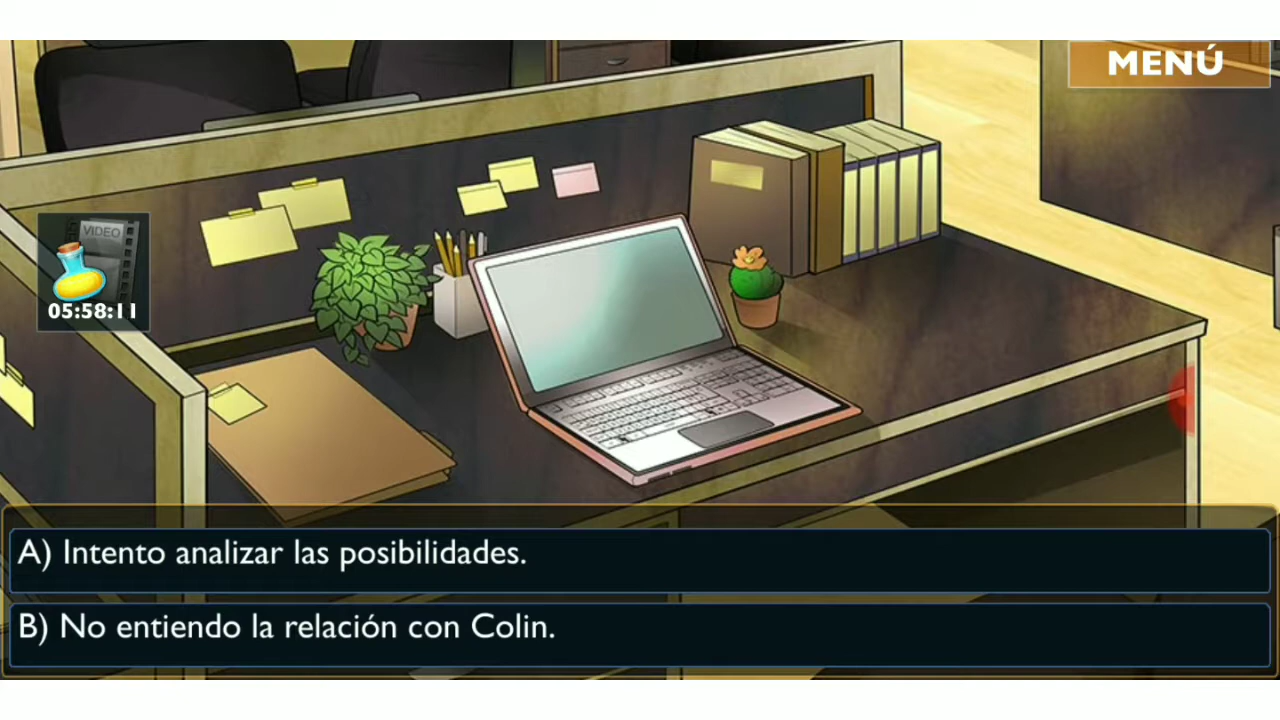 MENÚ
VIDEO
05:58:11
A) Intento analizar las posibilidades.
B) No entiendo la relación con Colin.